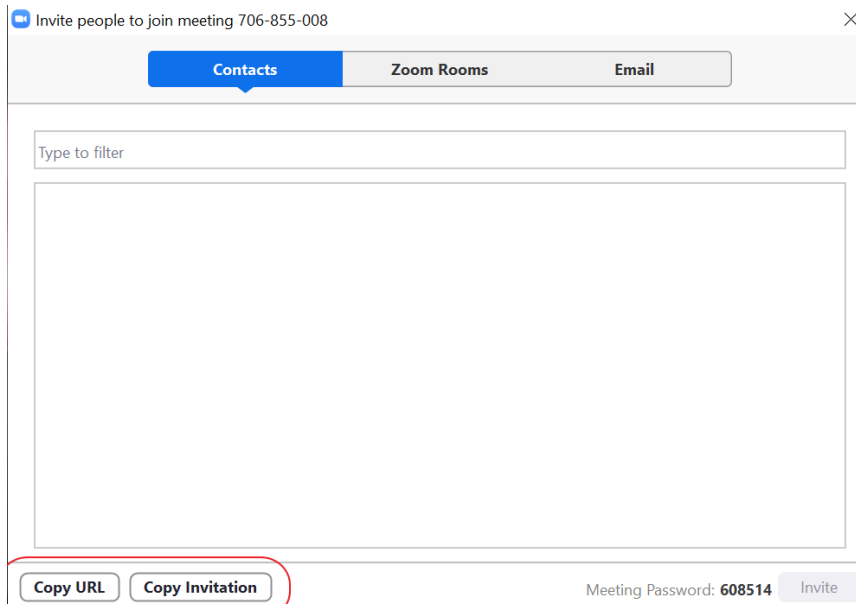 Invite people to join meeting 706-855-008
Contacts Zoom Rooms Email
Type to filter
Copy URL Copy Invitation Meeting Password: 608514 Invite